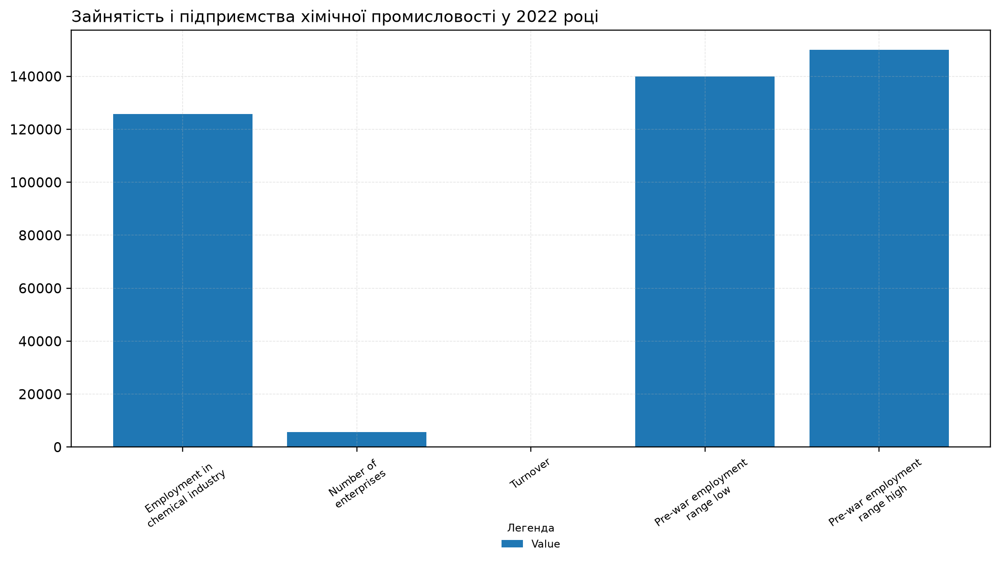 Зайнятість і підприємства хімічної промисловості у 2022 році
140000
120000
100000
80000
60000
40000
20000
0
Employment in
chemical industry
Number of
enterprises
Turnover
Pre-war employment
range low
Pre-war employment
range high
Легенда
Value